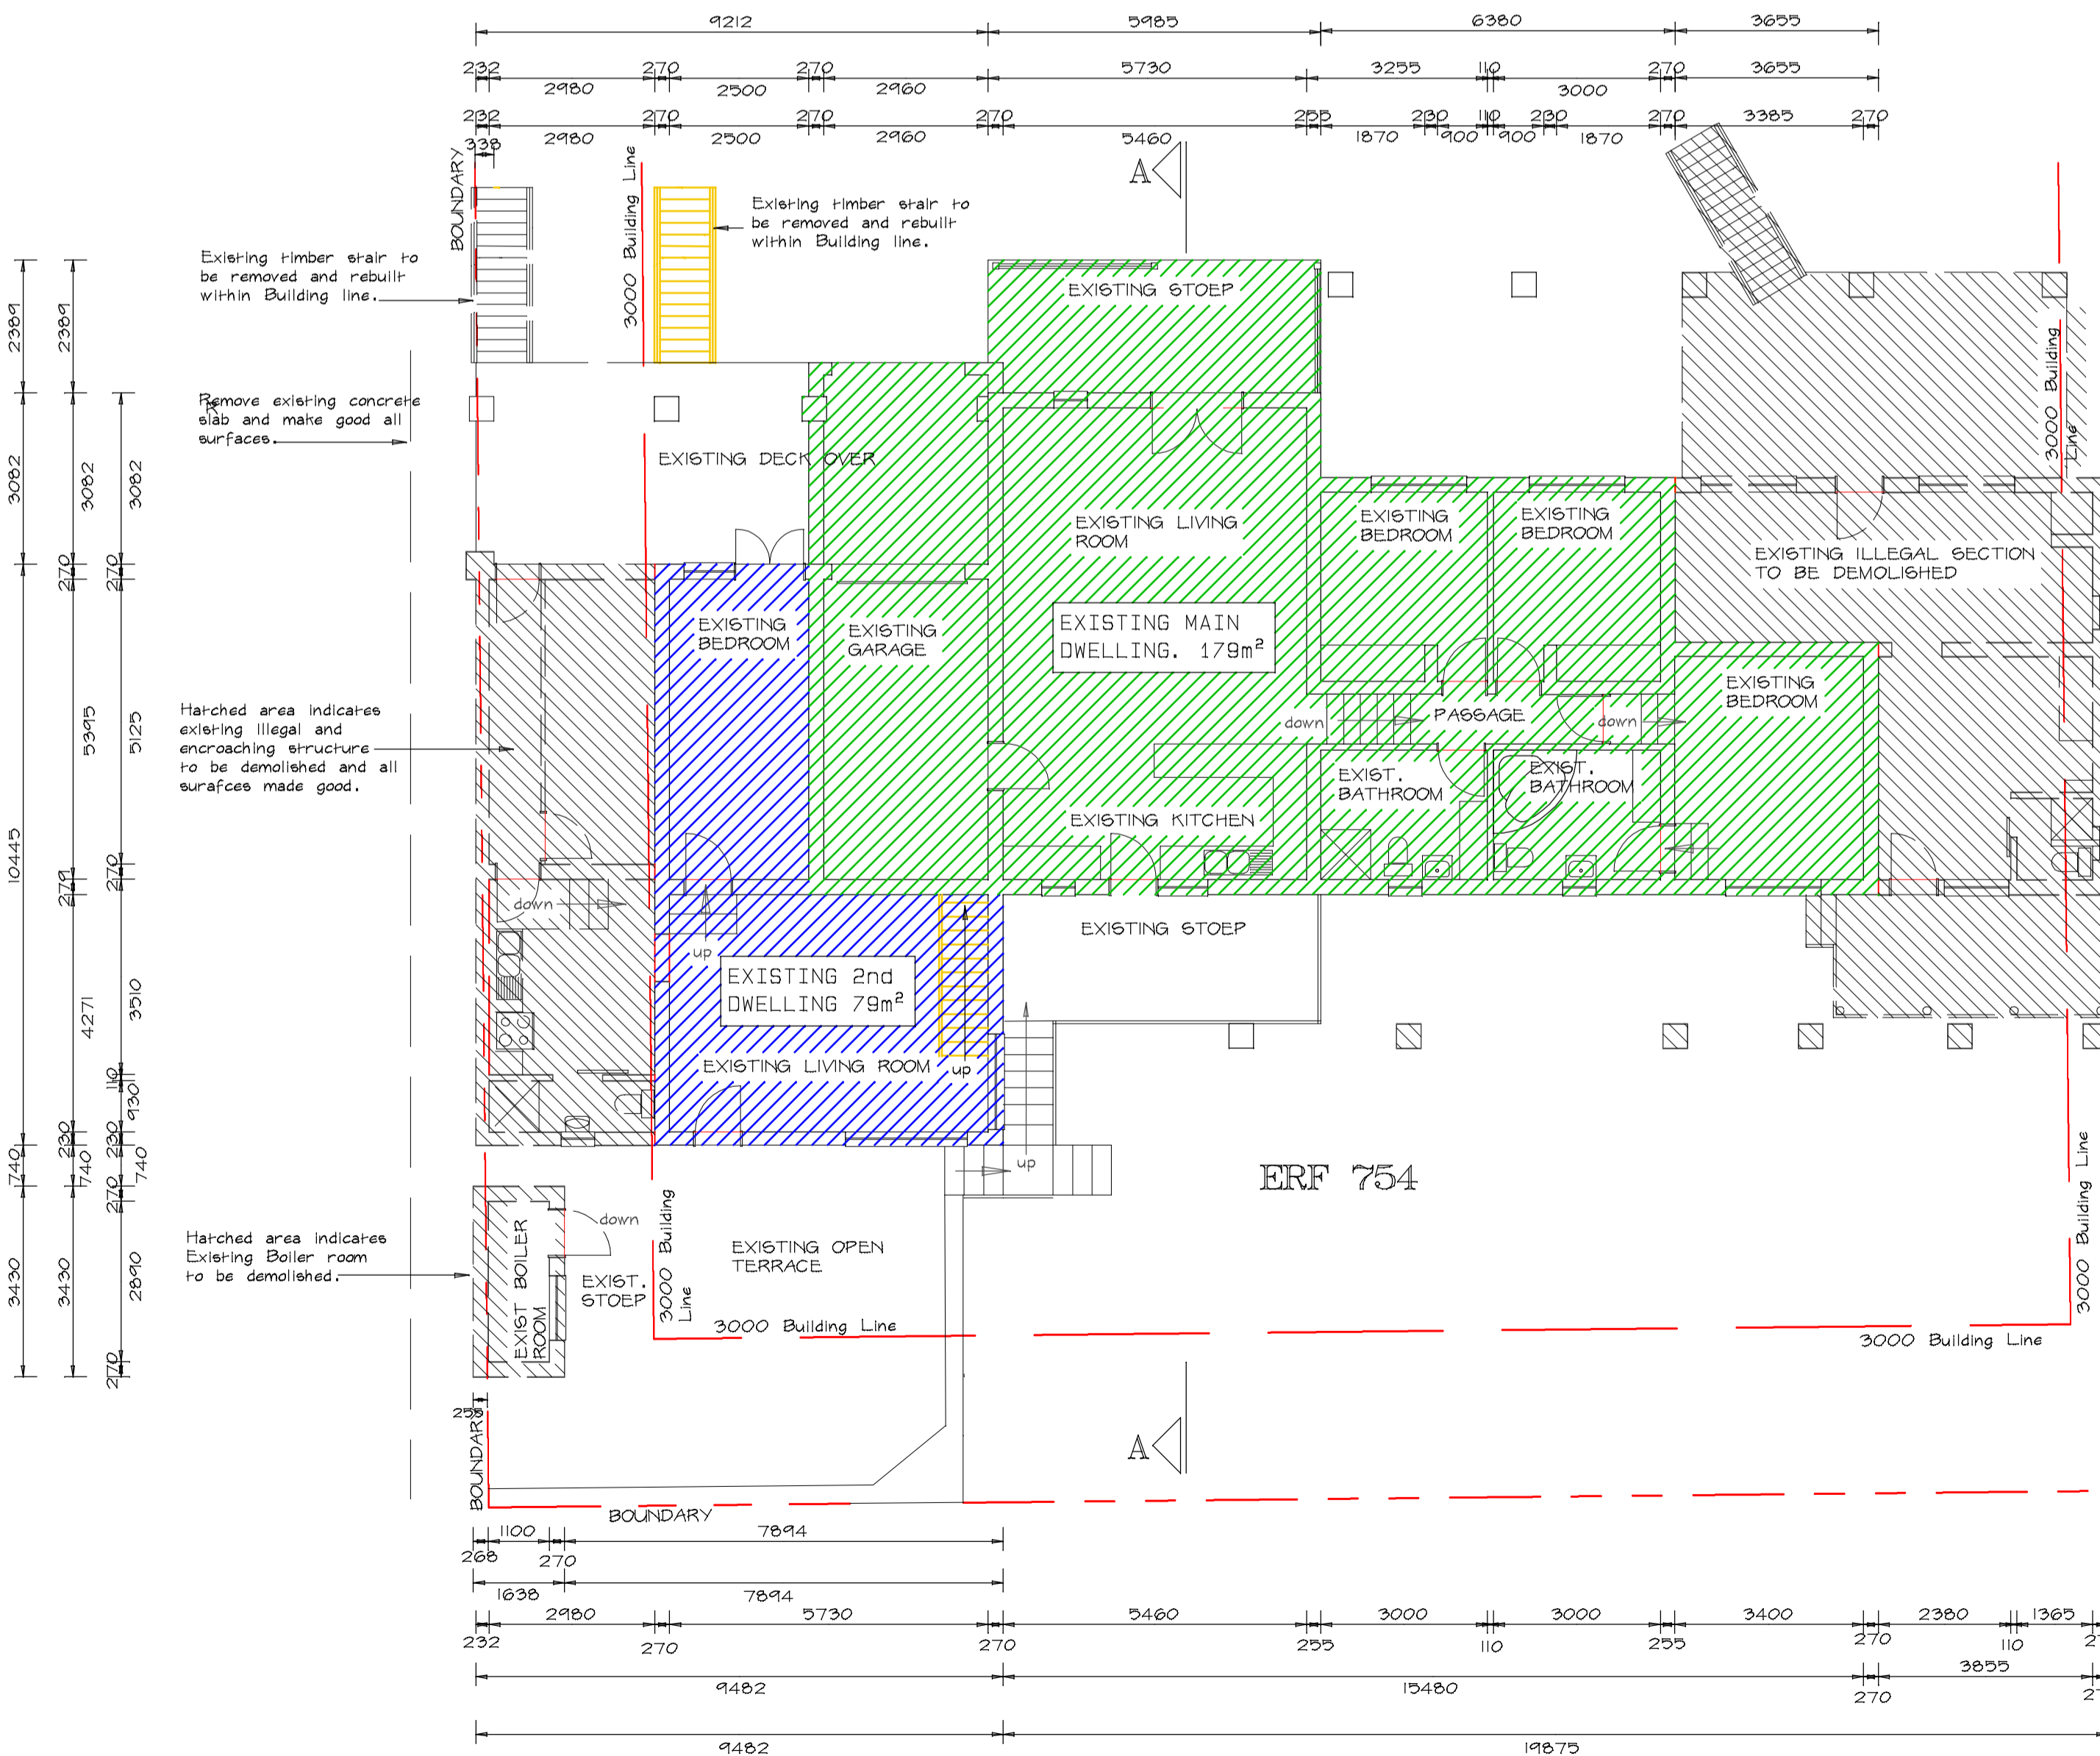 9212 5985 6380 3655
232 270 270 5730 3255 110 270 3655
2980 2500 2960 3000
232 270 270 270 255 230 110 230 270 3385 270
2980 2500 2960 5460 1870 900 900 1870
338
BOUNDARY
3000 Building Line
A
Existing timber stair to
be removed and rebuilt
within Building line.
Existing timber stair to
be removed and rebuilt
within Building line.
EXISTING STOEP
3000 Building
Line
Remove existing concrete
R
slab and make good all
surfaces.
EXISTING DECK OVER
EXISTING LIVING
ROOM
EXISTING
BEDROOM
EXISTING
BEDROOM
EXISTING ILLEGAL SECTION
TO BE DEMOLISHED
EXISTING
BEDROOM
EXISTING
GARAGE
EXISTING MAIN
DWELLING. 179m²
EXISTING
BEDROOM
Hatched area indicates
existing illegal and
encroaching structure
to be demolished and all
surafces made good.
down
PASSAGE
down
EXIST.
BATHROOM
EXIST.
BATHROOM
EXISTING KITCHEN
down
up
EXISTING STOEP
EXISTING 2nd
DWELLING 79m²
EXISTING LIVING ROOM
up
up
ERF 754
Hatched area indicates
Existing Boiler room
to be demolished.
EXIST BOILER
ROOM
down
EXIST.
STOEP
3000 Building
Line
EXISTING OPEN
TERRACE
3000 Building Line
3000 Building Line
3000 Building Line
A
255
BOUNDARY
BOUNDARY
2389
3082
10445
740
3430
2389
3082
270
5395
2791
4271
230
740
3430
3082
270
5125
270
3510
110
930
230
740
270
2890
270
1100 7894
268 270
1638 7894
2980 5730 5460 3000 3000 3400 2380 1365
232 270 270 255 110 255 270 110
9482 15480 3855
270
9482 19875